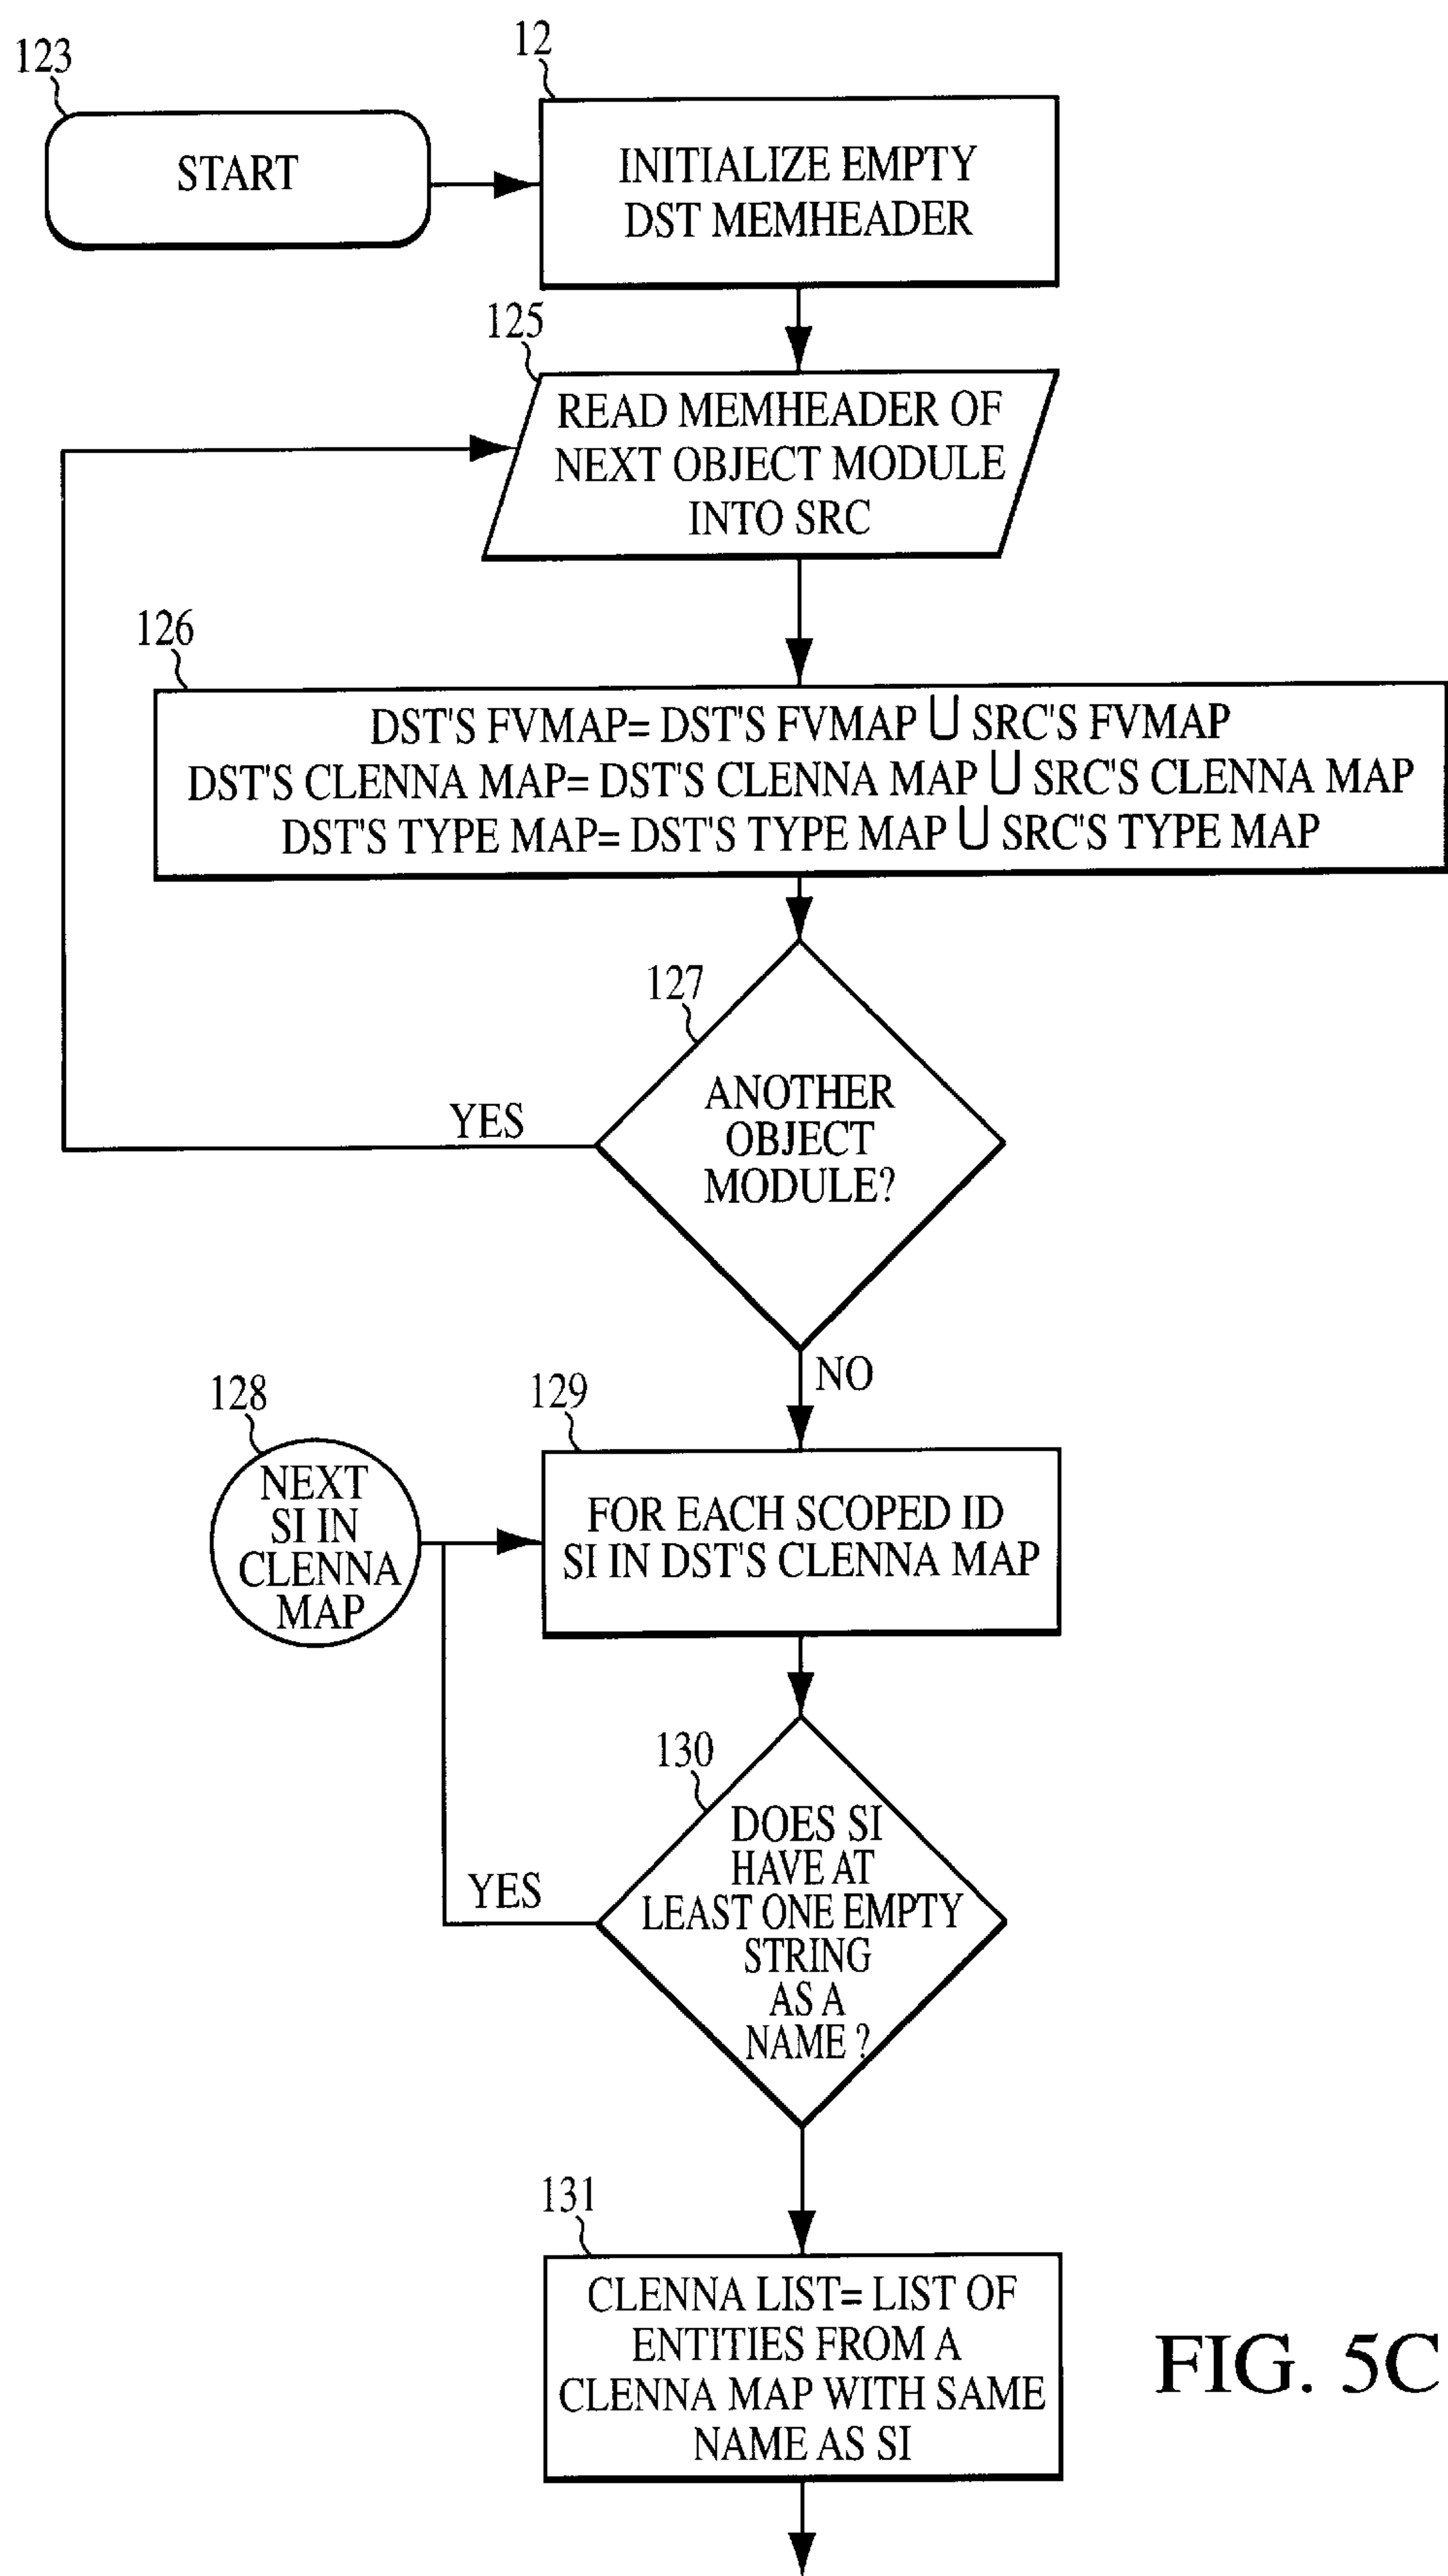 123
START
12
INITIALIZE EMPTY
DST MEMHEADER
125
READ MEMHEADER OF
NEXT OBJECT MODULE
INTO SRC
126
DST'S FVMAP= DST'S FVMAP ∪ SRC'S FVMAP
DST'S CLENNA MAP= DST'S CLENNA MAP ∪ SRC'S CLENNA MAP
DST'S TYPE MAP= DST'S TYPE MAP ∪ SRC'S TYPE MAP
127
ANOTHER
OBJECT
MODULE?
YES
NO
128
NEXT
SI IN
CLENNA
MAP
129
FOR EACH SCOPED ID
SI IN DST'S CLENNA MAP
130
DOES SI
HAVE AT
LEAST ONE EMPTY
STRING
AS A
NAME ?
YES
131
CLENNA LIST= LIST OF
ENTITIES FROM A
CLENNA MAP WITH SAME
NAME AS SI
FIG. 5C